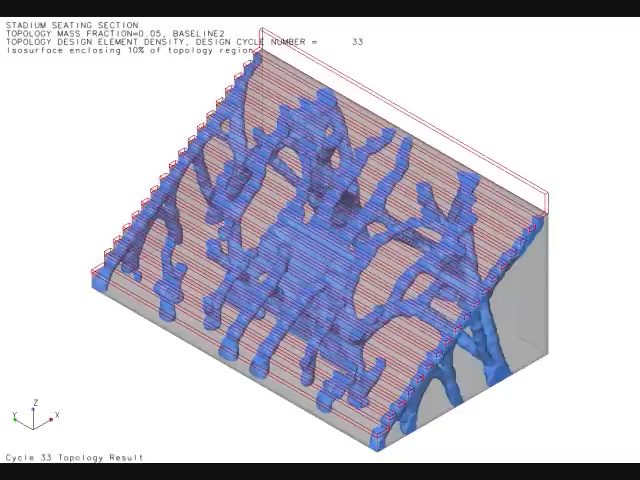 STADIUM SEATING SECTION
TOPOLOGY MASS FRACTION=0.05, BASELINE2
TOPOLOGY DESIGN ELEMENT DENSITY, DESIGN CYCLE NUMBER = 33
Isosurface enclosing 10% of topology region
Z
Y X
Cycle 33 Topology Result